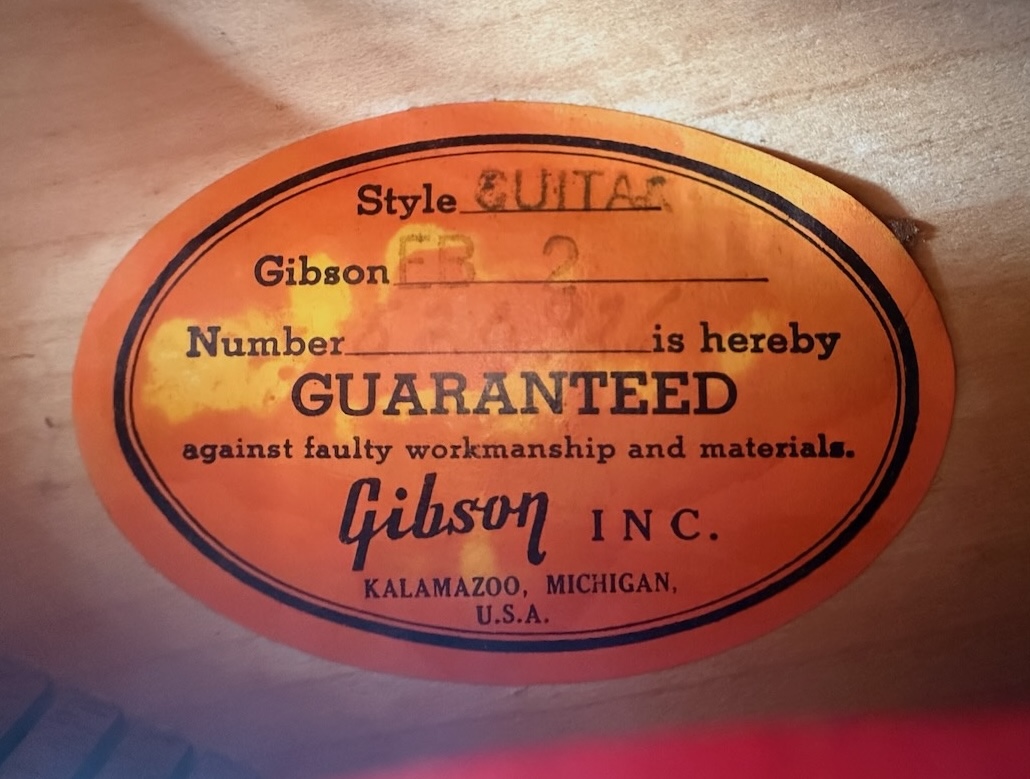 Style GUITAR
Gibson EB 2
Number is hereby
GUARANTEED
against faulty workmanship and materials.
Gibson INC.
KALAMAZOO, MICHIGAN,
U.S.A.